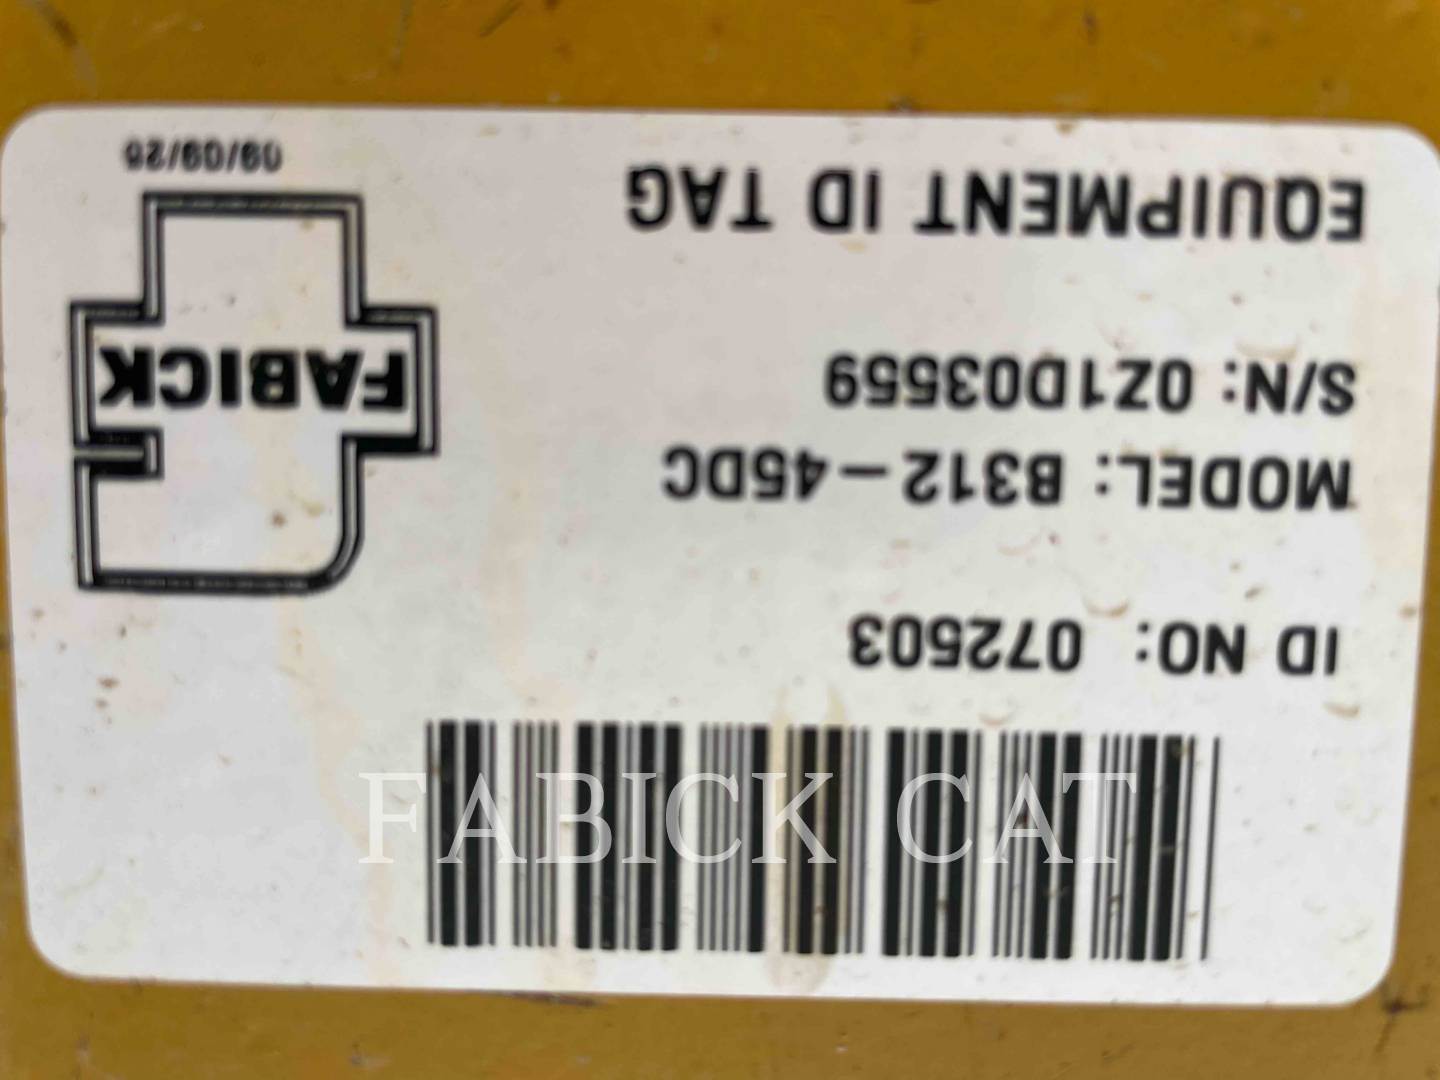 ID NO: 072503
MODEL: B312-45DC
S/N: 0Z1D03559
FABICK
EQUIPMENT ID TAG
FABICK CAT